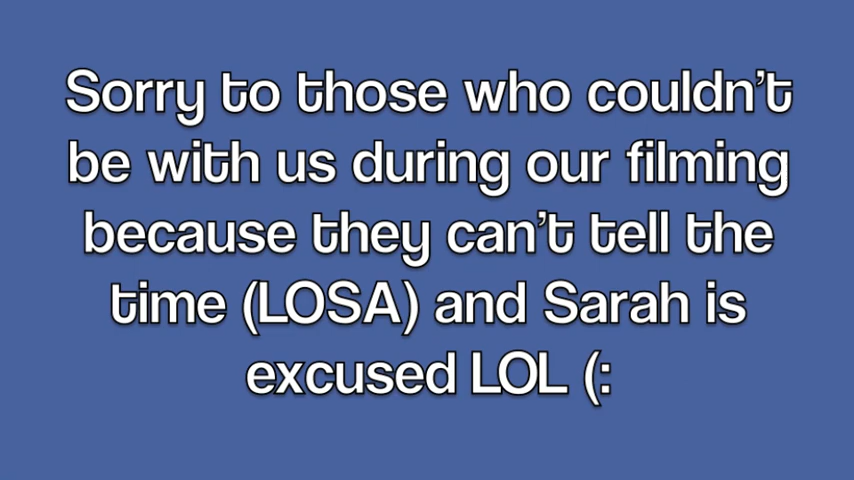 Sorry to those who couldn't
be with us during our filming
because they can't tell the
time (LOSA) and Sarah is
excused LOL (: